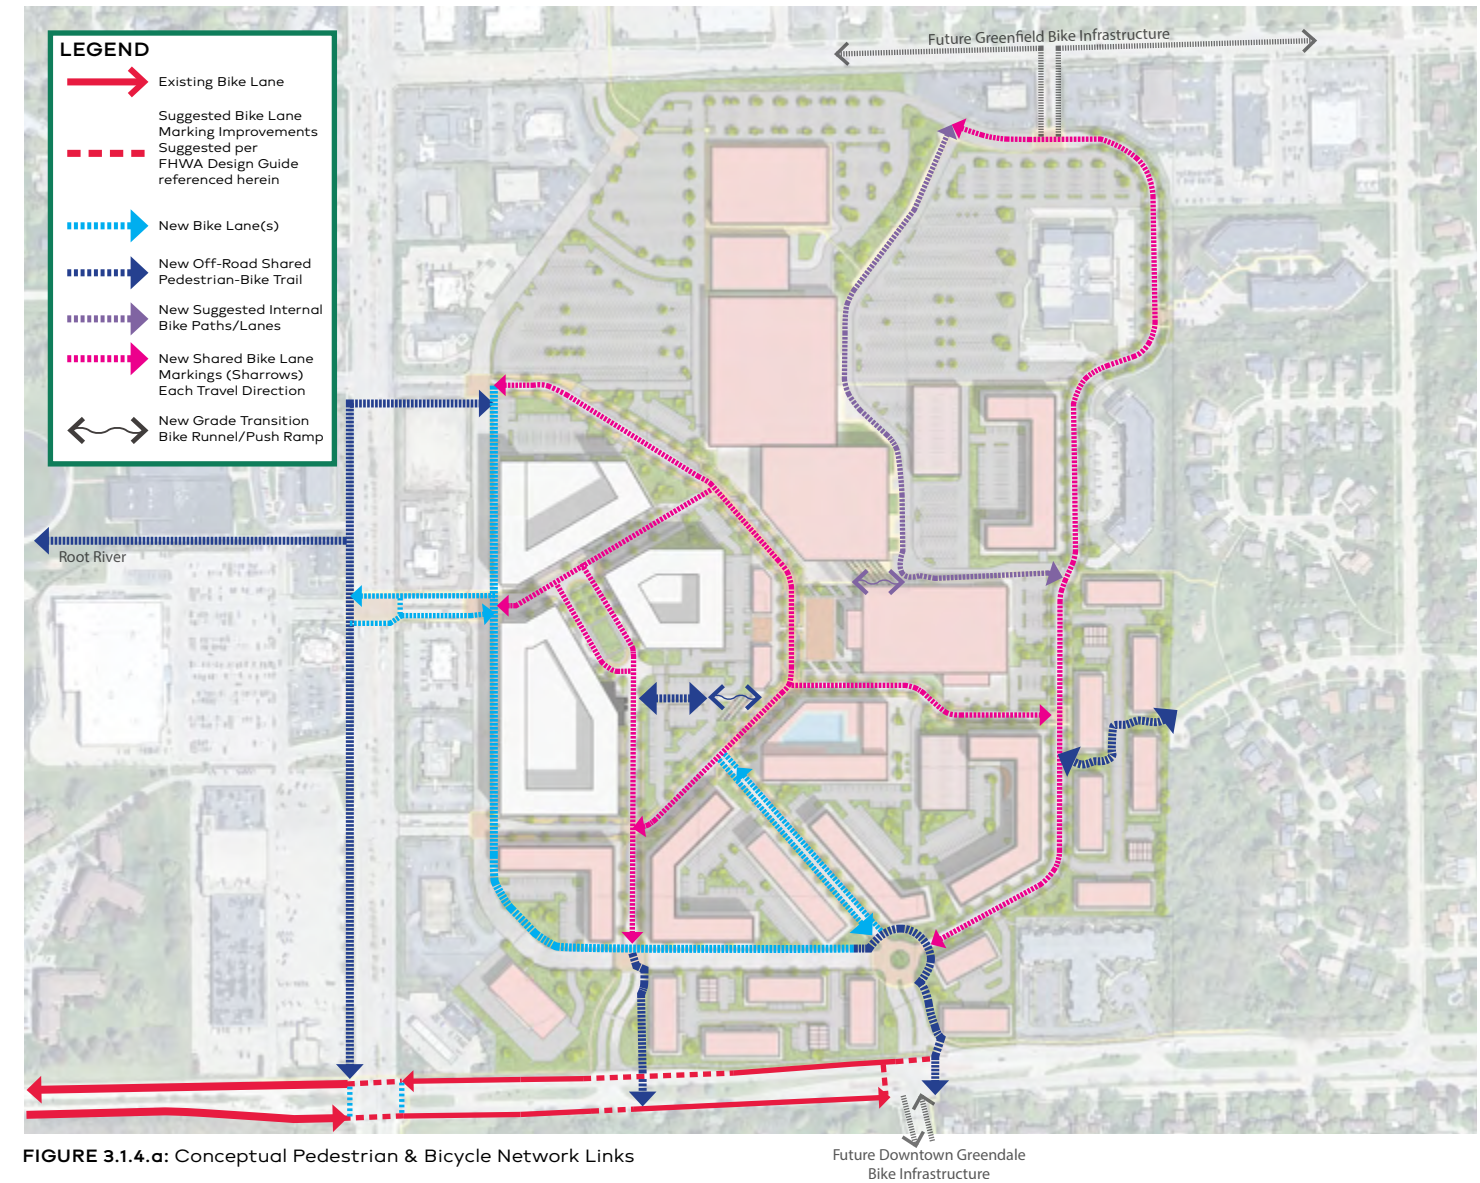 Future Greenfield Bike Infrastructure
LEGEND
Existing Bike Lane
Suggested Bike Lane
Marking Improvements
Suggested per
FHWA Design Guide
referenced herein
New Bike Lane(s)
New Off-Road Shared
Pedestrian-Bike Trail
New Suggested Internal
Bike Paths/Lanes
New Shared Bike Lane
Markings (Sharrows)
Each Travel Direction
New Grade Transition
Bike Runnel/Push Ramp
Root River
FIGURE 3.1.4.a: Conceptual Pedestrian & Bicycle Network Links
Future Downtown Greendale
Bike Infrastructure